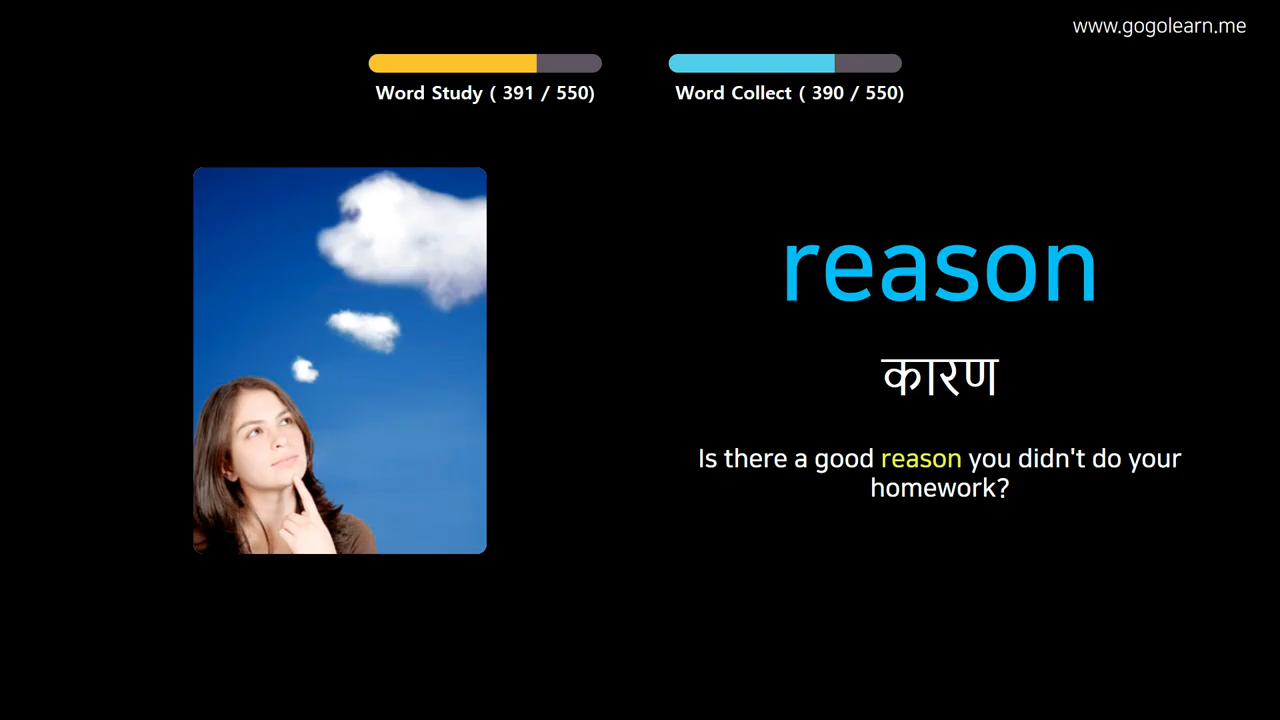 www.gogolearn.me
Word Study ( 391 / 550)
Word Collect ( 390 / 550)
reason
कारण
Is there a good reason you didn't do your
homework?